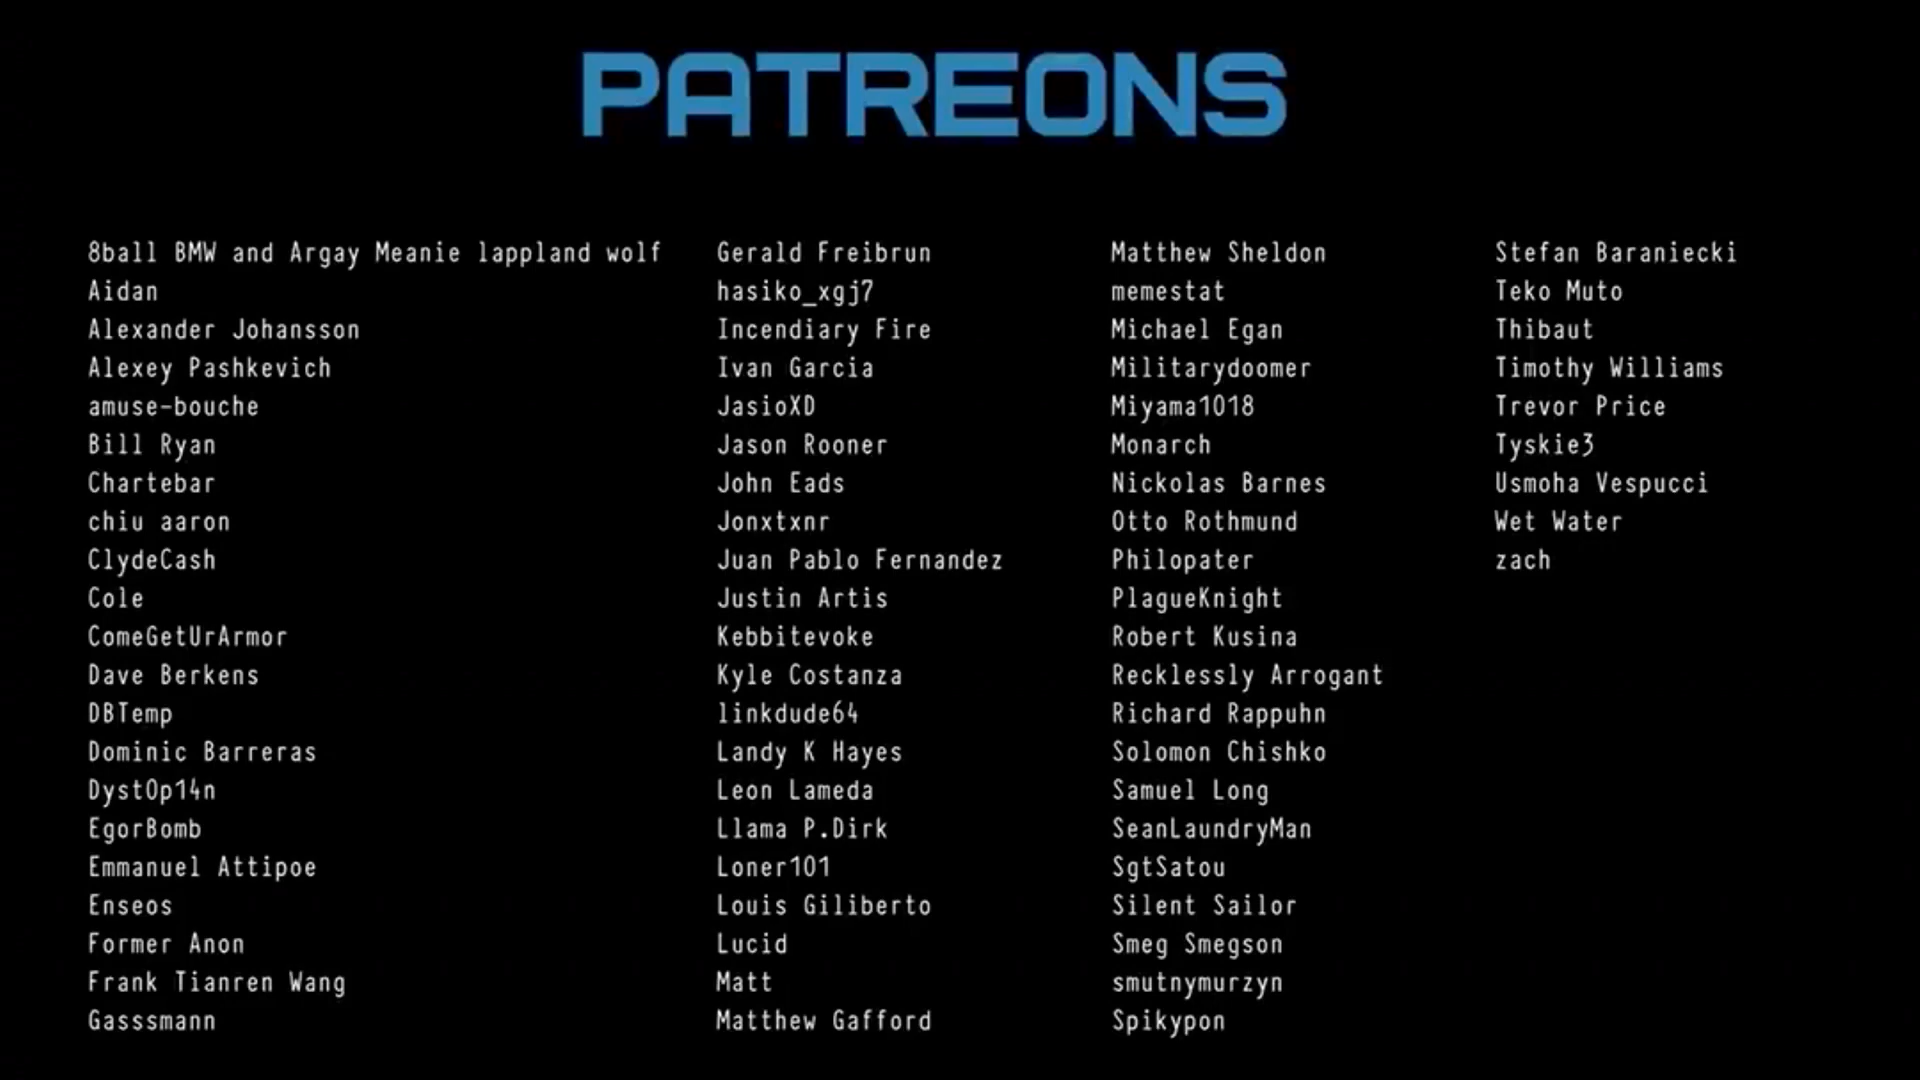 PATREONS
8ball BMW and Argay Meanie lappland wolf
Aidan
Alexander Johansson
Alexey Pashkevich
amuse-bouche
Bill Ryan
Chartebar
chiu aaron
ClydeCash
Cole
ComeGetUrArmor
Dave Berkens
DBTemp
Dominic Barreras
DystOp14n
EgorBomb
Emmanuel Attipoe
Enseos
Former Anon
Frank Tianren Wang
Gasssmann
Gerald Freibrun
hasiko_xgj7
Incendiary Fire
Ivan Garcia
JasioXD
Jason Rooner
John Eads
Jonxtxnr
Juan Pablo Fernandez
Justin Artis
Kebbitevoke
Kyle Costanza
linkdude64
Landy K Hayes
Leon Lameda
Llama P.Dirk
Loner101
Louis Giliberto
Lucid
Matt
Matthew Gafford
Matthew Sheldon
memestat
Michael Egan
Militarydoomer
Miyama1018
Monarch
Nickolas Barnes
Otto Rothmund
Philopater
PlagueKnight
Robert Kusina
Recklessly Arrogant
Richard Rappuhn
Solomon Chishko
Samuel Long
SeanLaundryMan
SgtSatou
Silent Sailor
Smeg Smegson
smutnymurzyn
Spikypon
Stefan Baraniecki
Teko Muto
Thibaut
Timothy Williams
Trevor Price
Tyskie3
Usmoha Vespucci
Wet Water
zach